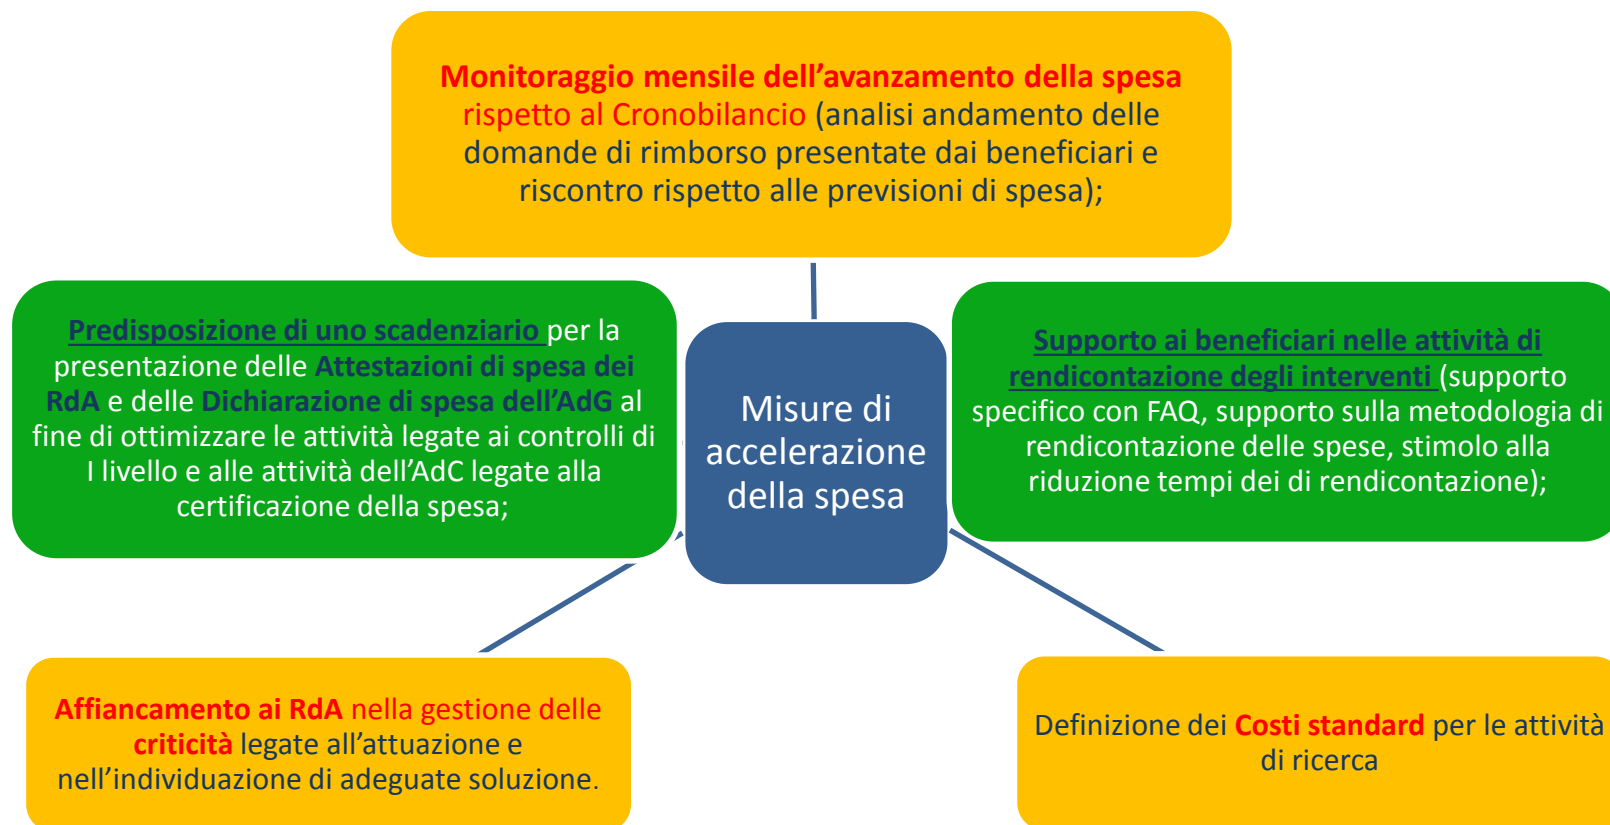 Monitoraggio mensile dell’avanzamento della spesa
rispetto al Cronobilancio (analisi andamento delle
domande di rimborso presentate dai beneficiari e
riscontro rispetto alle previsioni di spesa);
Predisposizione di uno scadenziario per la
presentazione delle Attestazioni di spesa dei
RdA e delle Dichiarazione di spesa dell’AdG al
fine di ottimizzare le attività legate ai controlli di
I livello e alle attività dell’AdC legate alla
certificazione della spesa;
Misure di
accelerazione
della spesa
Supporto ai beneficiari nelle attività di
rendicontazione degli interventi (supporto
specifico con FAQ, supporto sulla metodologia di
rendicontazione delle spese, stimolo alla
riduzione tempi dei di rendicontazione);
Affiancamento ai RdA nella gestione delle
criticità legate all’attuazione e
nell’individuazione di adeguate soluzione.
Definizione dei Costi standard per le attività
di ricerca